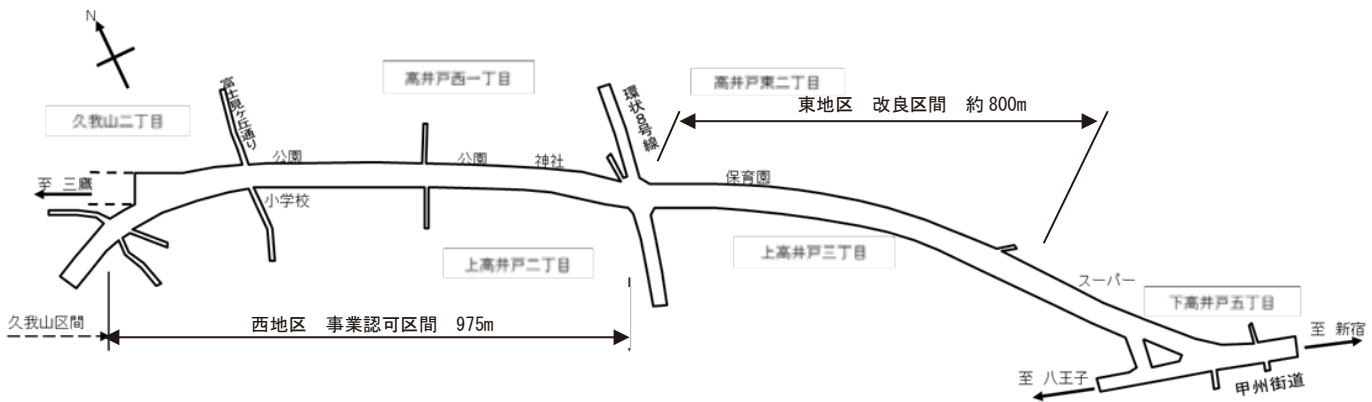 N
高井戸西一丁目
高井戸東二丁目
東地区 改良区間 約800m
久我山二丁目
富士見ヶ丘通り
環状8号線
公園
公園
神社
至 三鷹
小学校
保育園
上高井戸二丁目
上高井戸三丁目
スーパー
下高井戸五丁目
久我山区間
西地区 事業認可区間 975m
至 新宿
至 八王子
甲州街道